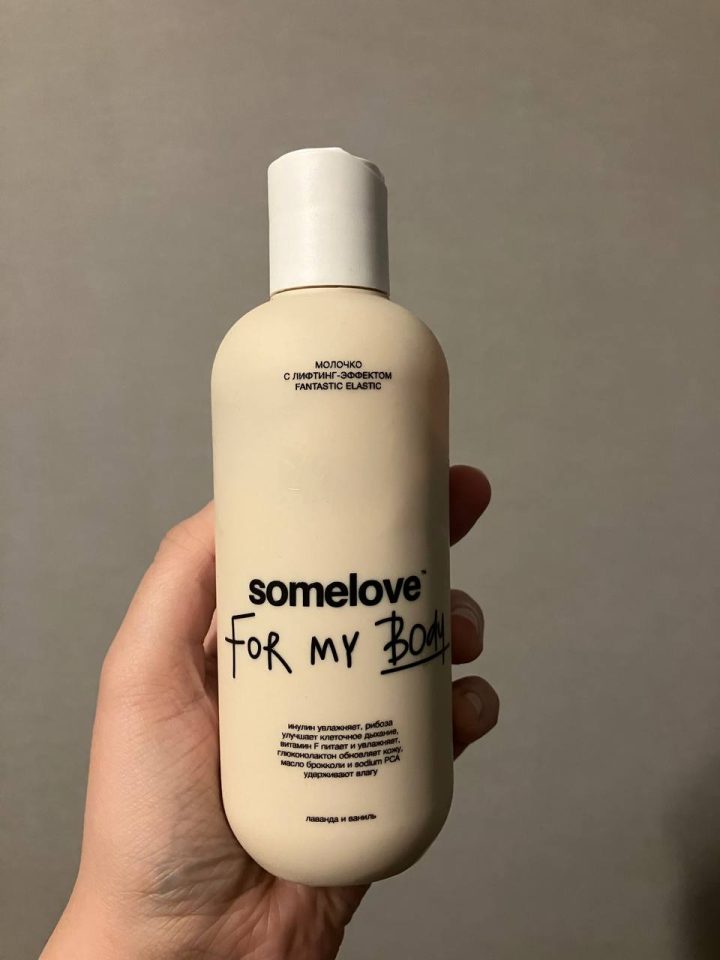 МОЛОЧКО
С ЛИФТИНГ-ЭФФЕКТОМ
FANTASTIC ELASTIC
somelove™
FOR MY BODY
инулин увлажняет, рибоза
улучшает клеточное дыхание,
витамин F питает и увлажняет,
глюконолактон обновляет кожу,
масло брокколи и sodium PCA
удерживают влагу
лаванда и ваниль